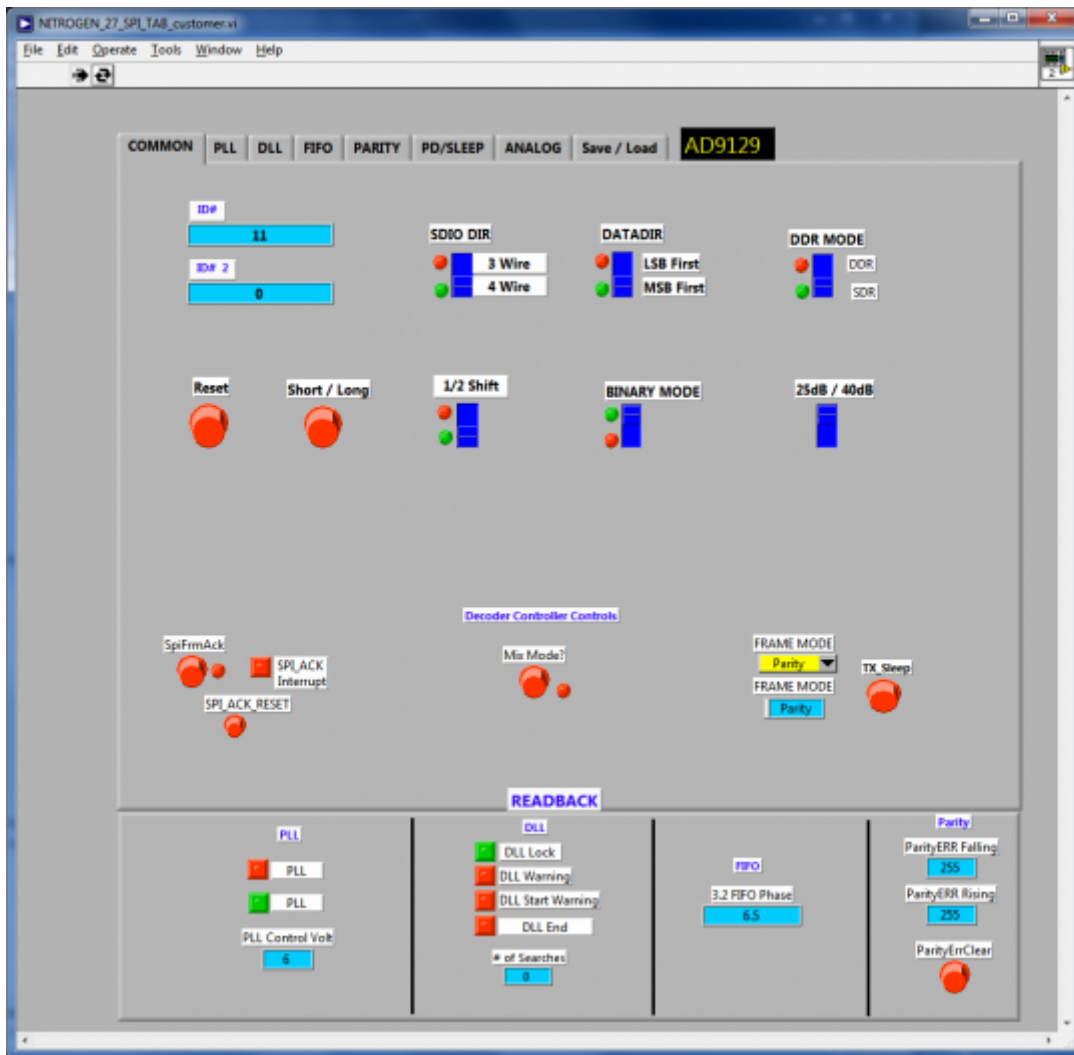 NITROGEN_27_SPI_TAB_customer.vi
File Edit Operate Tools Window Help
2
COMMON PLL DLL FIFO PARITY PD/SLEEP ANALOG Save / Load AD9129
ID#
11
ID# 2
0
SDIO DIR
3 Wire
4 Wire
DATADIR
LSB First
MSB First
DDR MODE
DDR
SDR
Reset
Short / Long
1/2 Shift
BINARY MODE
25dB / 40dB
Decoder Controller Controls
SpiFrmAck
SPI_ACK
Interrupt
SPI_ACK_RESET
Mix Mode?
FRAME MODE
Parity
FRAME MODE
Parity
TX_Sleep
READBACK
PLL
PLL
PLL
PLL Control Volt
6
DLL
DLL Lock
DLL Warning
DLL Start Warning
DLL End
# of Searches
0
FIFO
3.2 FIFO Phase
6.5
Parity
ParityERR Falling
255
ParityERR Rising
255
ParityErrClear